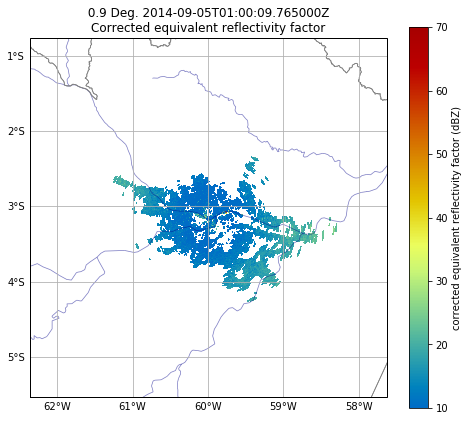 0.9 Deg. 2014-09-05T01:00:09.765000Z
Corrected equivalent reflectivity factor
1°S
2°S
3°S
4°S
5°S
62°W 61°W 60°W 59°W 58°W
70
60
50
40
30
20
10
corrected equivalent reflectivity factor (dBZ)